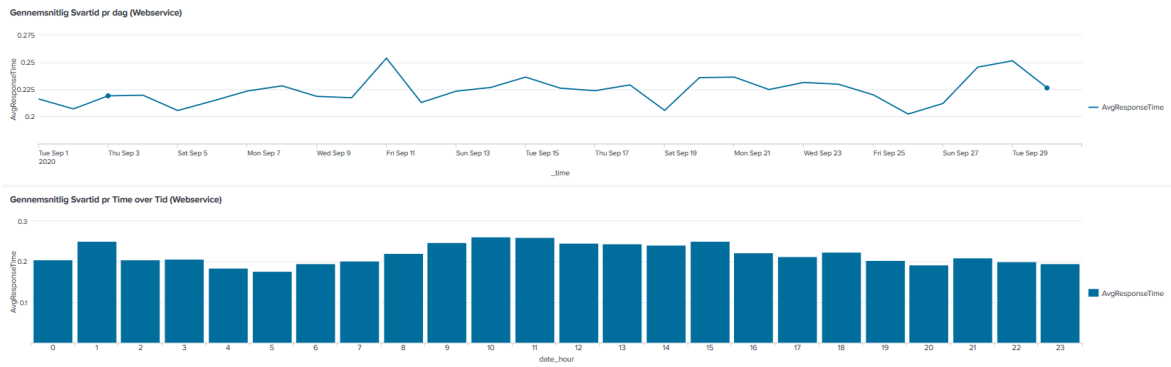 Gennemsnitlig Svartid pr dag (Webservice)
0.275
0.25
0.225
0.2
AvgResponseTime
AvgResponseTime
Tue Sep 1 Thu Sep 3 Sat Sep 5 Mon Sep 7 Wed Sep 9 Fri Sep 11 Sun Sep 13 Tue Sep 15 Thu Sep 17 Sat Sep 19 Mon Sep 21 Wed Sep 23 Fri Sep 25 Sun Sep 27 Tue Sep 29
2020
_time
Gennemsnitlig Svartid pr Time over Tid (Webservice)
0.3
0.2
0.1
AvgResponseTime
AvgResponseTime
0 1 2 3 4 5 6 7 8 9 10 11 12 13 14 15 16 17 18 19 20 21 22 23
date_hour